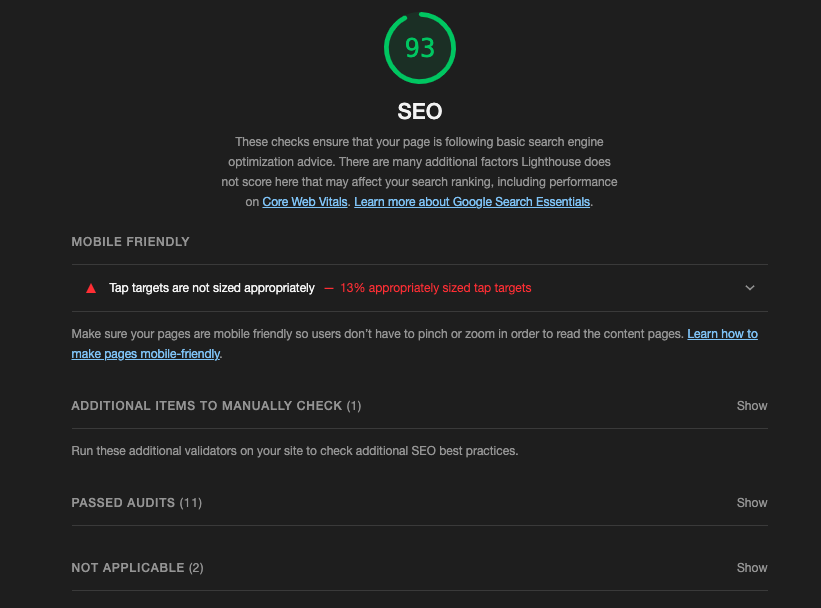 93
SEO
These checks ensure that your page is following basic search engine
optimization advice. There are many additional factors Lighthouse does
not score here that may affect your search ranking, including performance
on Core Web Vitals. Learn more about Google Search Essentials.
MOBILE FRIENDLY
Tap targets are not sized appropriately — 13% appropriately sized tap targets
Make sure your pages are mobile friendly so users don’t have to pinch or zoom in order to read the content pages. Learn how to
make pages mobile-friendly.
ADDITIONAL ITEMS TO MANUALLY CHECK (1) Show
Run these additional validators on your site to check additional SEO best practices.
PASSED AUDITS (11) Show
NOT APPLICABLE (2) Show